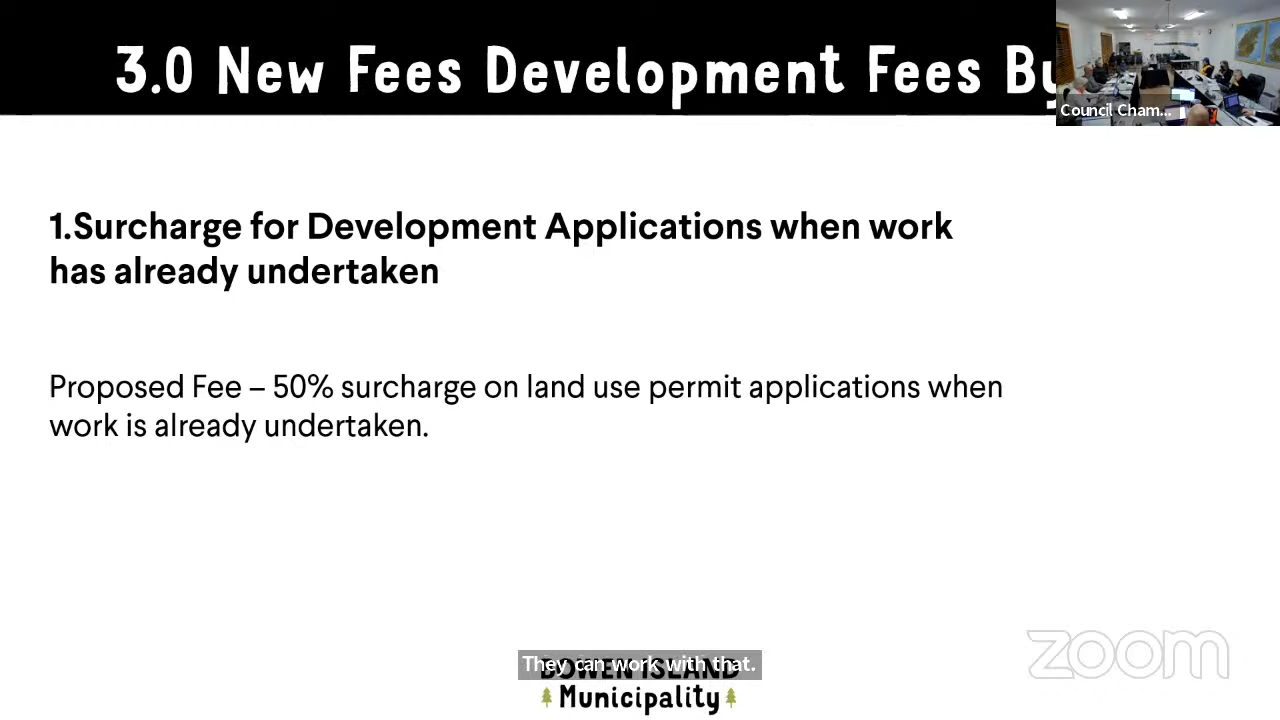 3.0 New Fees Development Fees By
Council Cham...
1.Surcharge for Development Applications when work
has already undertaken
Proposed Fee – 50% surcharge on land use permit applications when
work is already undertaken.
zoom
They can work with that.
BOWEN ISLAND
Municipality